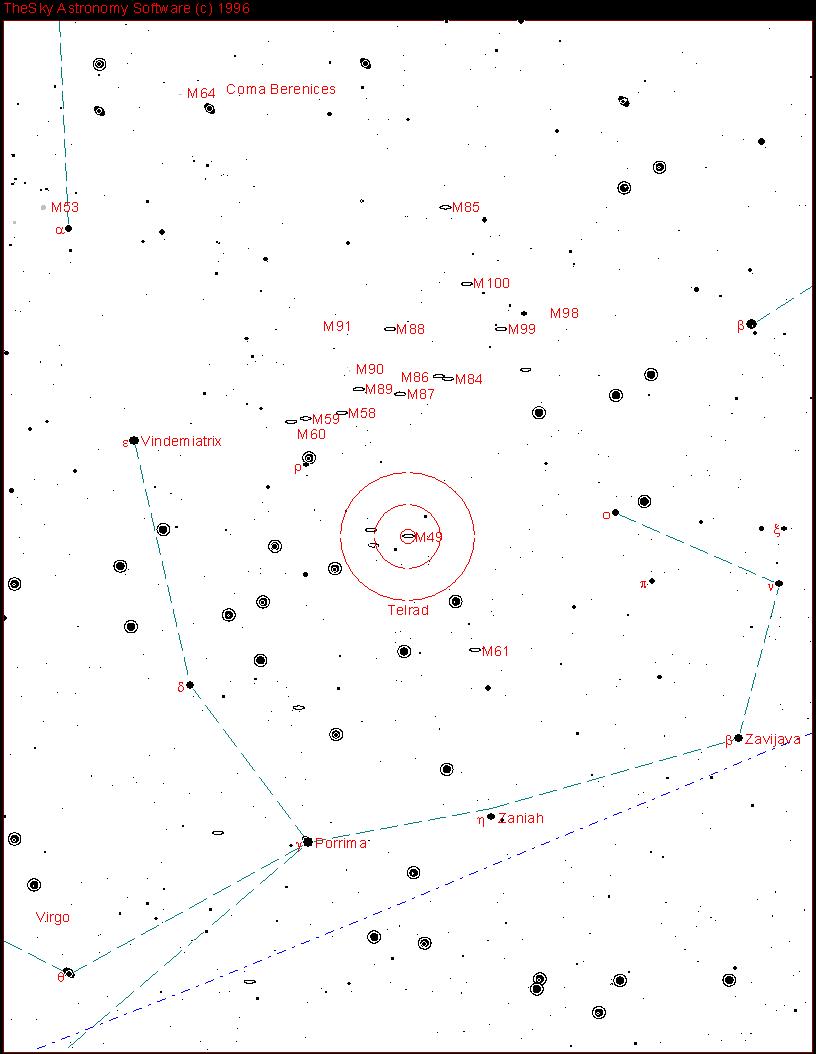 TheSky Astronomy Software (c) 1996
M64 Coma Berenices
M53
α
M85
M100
M91 M88 M99 M98
β
M90
M86 M84
M89 M87
M59 M58
M60
ε Vindemiatrix
ρ
ο
M49
ξ
π
ν
Telrad
M61
δ
β Zavijava
η Zaniah
γ Porrima
Virgo
θ